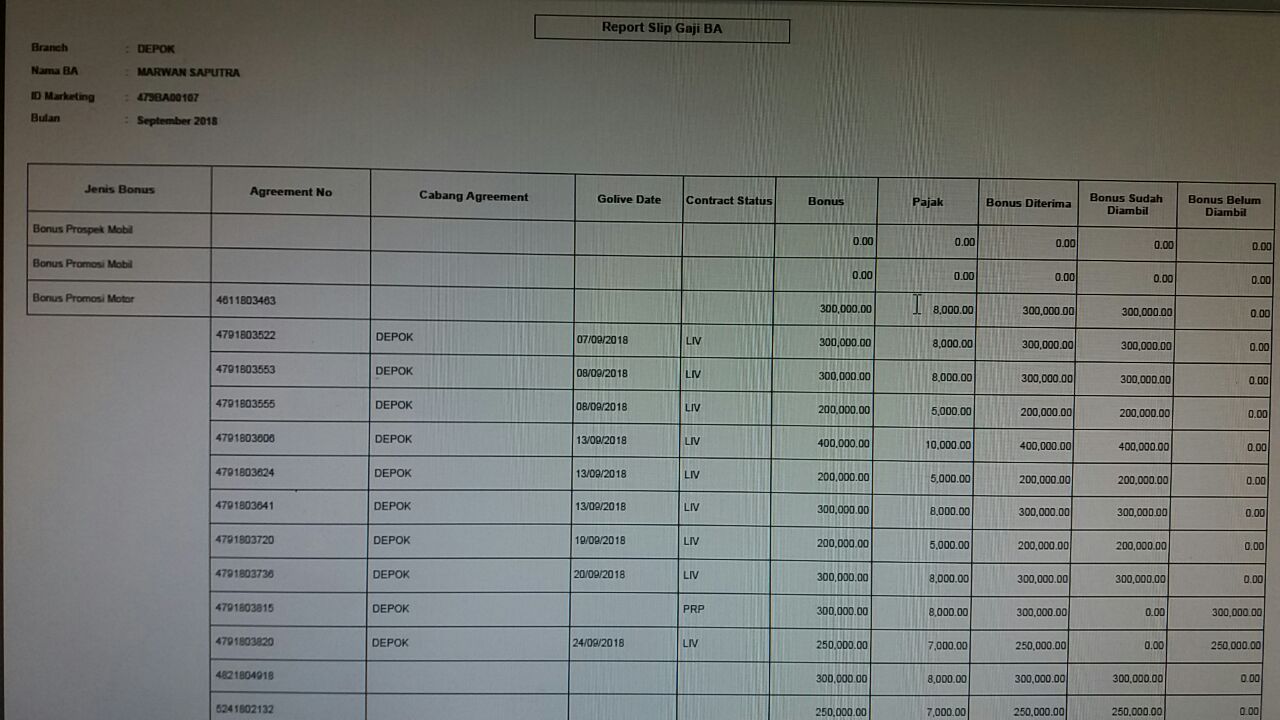 Report Slip Gaji BA
Branch : DEPOK
Nama BA : MARWAN SAPUTRA
ID Marketing : 479BA00107
Bulan : September 2018
Jenis Bonus Agreement No Cabang Agreement Golive Date Contract Status Bonus Pajak Bonus Diterima Bonus Sudah Diambil Bonus Belum Diambil
Bonus Prospek Mobil 0.00 0.00 0.00 0.00 0.00
Bonus Promosi Mobil 0.00 0.00 0.00 0.00 0.00
Bonus Promosi Motor 4611803463 300,000.00 8,000.00 300,000.00 300,000.00 0.00
4791803522 DEPOK 07/09/2018 LIV 300,000.00 8,000.00 300,000.00 300,000.00 0.00
4791803553 DEPOK 08/09/2018 LIV 300,000.00 8,000.00 300,000.00 300,000.00 0.00
4791803555 DEPOK 08/09/2018 LIV 200,000.00 5,000.00 200,000.00 200,000.00 0.00
4791803606 DEPOK 13/09/2018 LIV 400,000.00 10,000.00 400,000.00 400,000.00 0.00
4791803624 DEPOK 13/09/2018 LIV 200,000.00 5,000.00 200,000.00 200,000.00 0.00
4791803641 DEPOK 13/09/2018 LIV 300,000.00 8,000.00 300,000.00 300,000.00 0.00
4791803720 DEPOK 19/09/2018 LIV 200,000.00 5,000.00 200,000.00 200,000.00 0.00
4791803736 DEPOK 20/09/2018 LIV 300,000.00 8,000.00 300,000.00 300,000.00 0.00
4791803815 DEPOK PRP 300,000.00 8,000.00 300,000.00 0.00 300,000.00
4791803820 DEPOK 24/09/2018 LIV 250,000.00 7,000.00 250,000.00 0.00 250,000.00
4821804918 300,000.00 8,000.00 300,000.00 300,000.00 0.00
5241802132 250,000.00 7,000.00 250,000.00 250,000.00 0.00